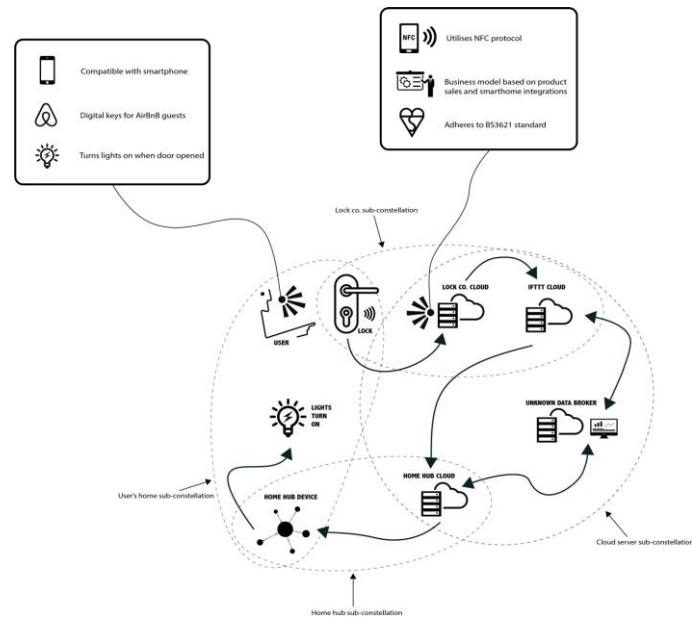 NFC
Utilises NFC protocol
Business model based on product
sales and smarthome integrations
Adheres to BS3621 standard
Compatible with smartphone
Digital keys for AirBnB guests
Turns lights on when door opened
Lock co. sub-constellation
LOCK CO. CLOUD
IFTTT CLOUD
LOCK
USER
UNKNOWN DATA BROKER
LIGHTS
TURN
ON
HOME HUB CLOUD
User's home sub-constellation
HOME HUB DEVICE
Cloud server sub-constellation
Home hub sub-constellation